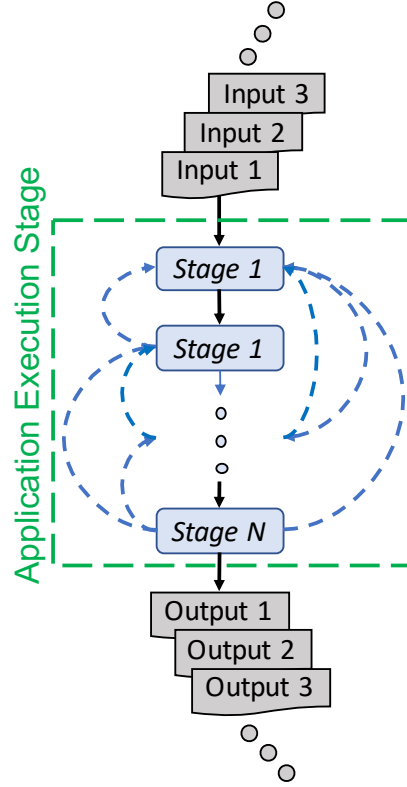 Input 3
Input 2
Input 1
Application Execution Stage
Stage 1
Stage 1
Stage N
Output 1
Output 2
Output 3